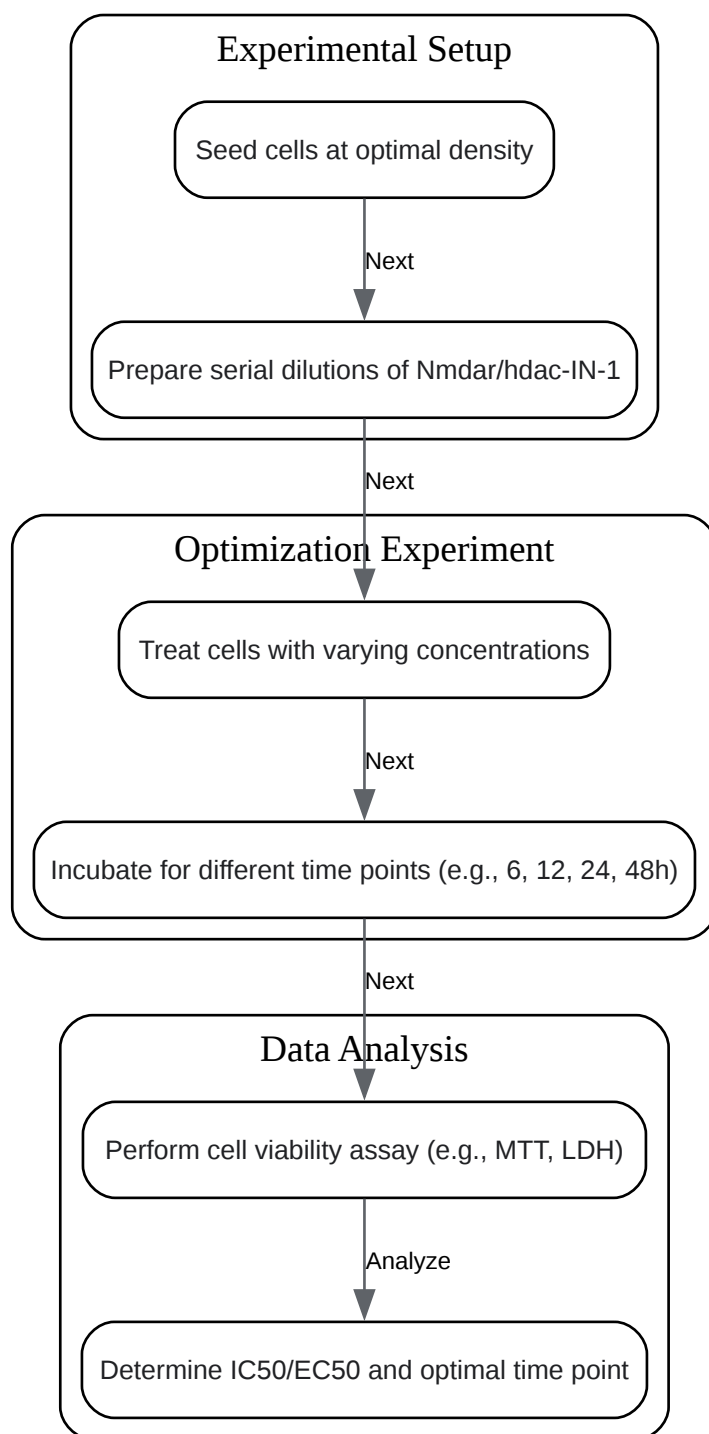 Experimental Setup
Seed cells at optimal density
Next
Prepare serial dilutions of Nmdar/hdac-IN-1
Next
Optimization Experiment
Treat cells with varying concentrations
Next
Incubate for different time points (e.g., 6, 12, 24, 48h)
Next
Data Analysis
Perform cell viability assay (e.g., MTT, LDH)
Analyze
Determine IC50/EC50 and optimal time point